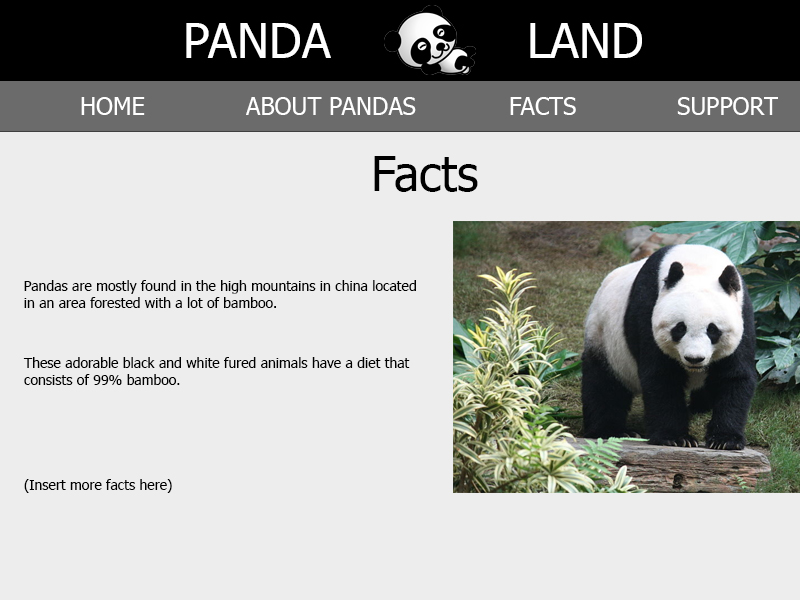 PANDA LAND
HOME ABOUT PANDAS FACTS SUPPORT
Facts
Pandas are mostly found in the high mountains in china located
in an area forested with a lot of bamboo.
These adorable black and white fured animals have a diet that
consists of 99% bamboo.
(Insert more facts here)